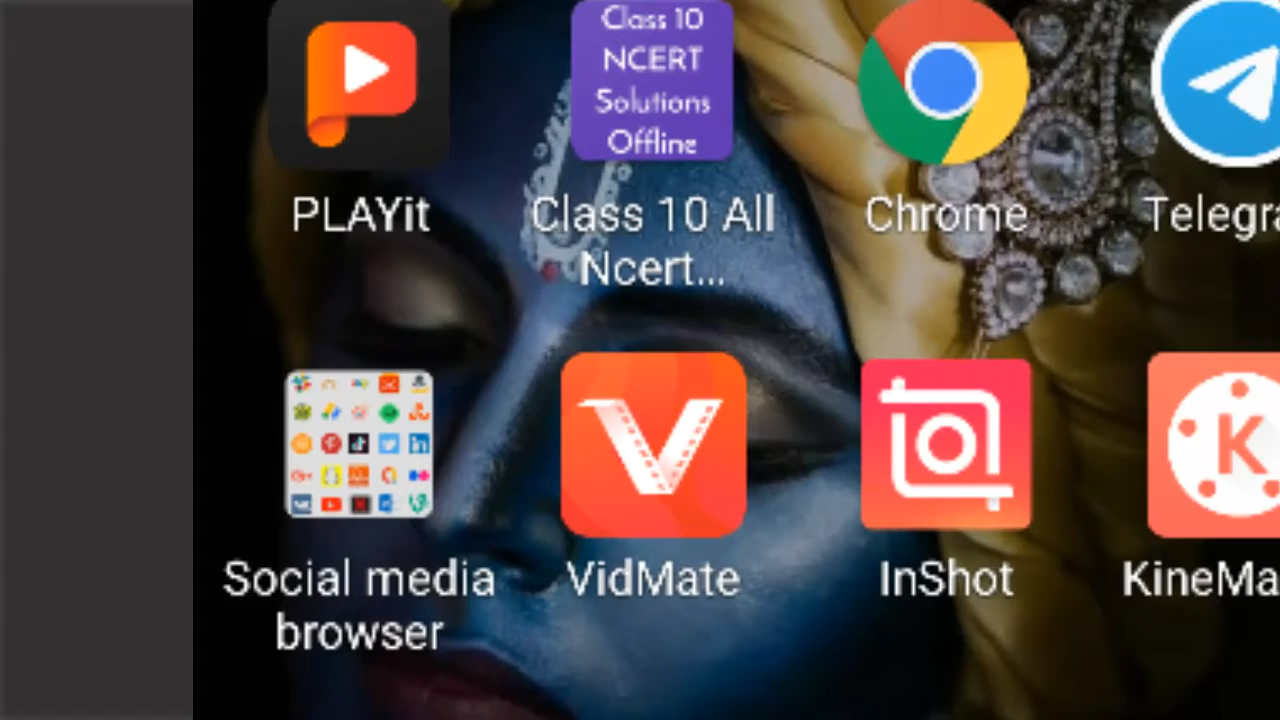 Class 10
NCERT
Solutions
Offline
PLAYit
Class 10 All
Ncert...
Chrome
Telegra
Social media
browser
VidMate
InShot
K
KineMa